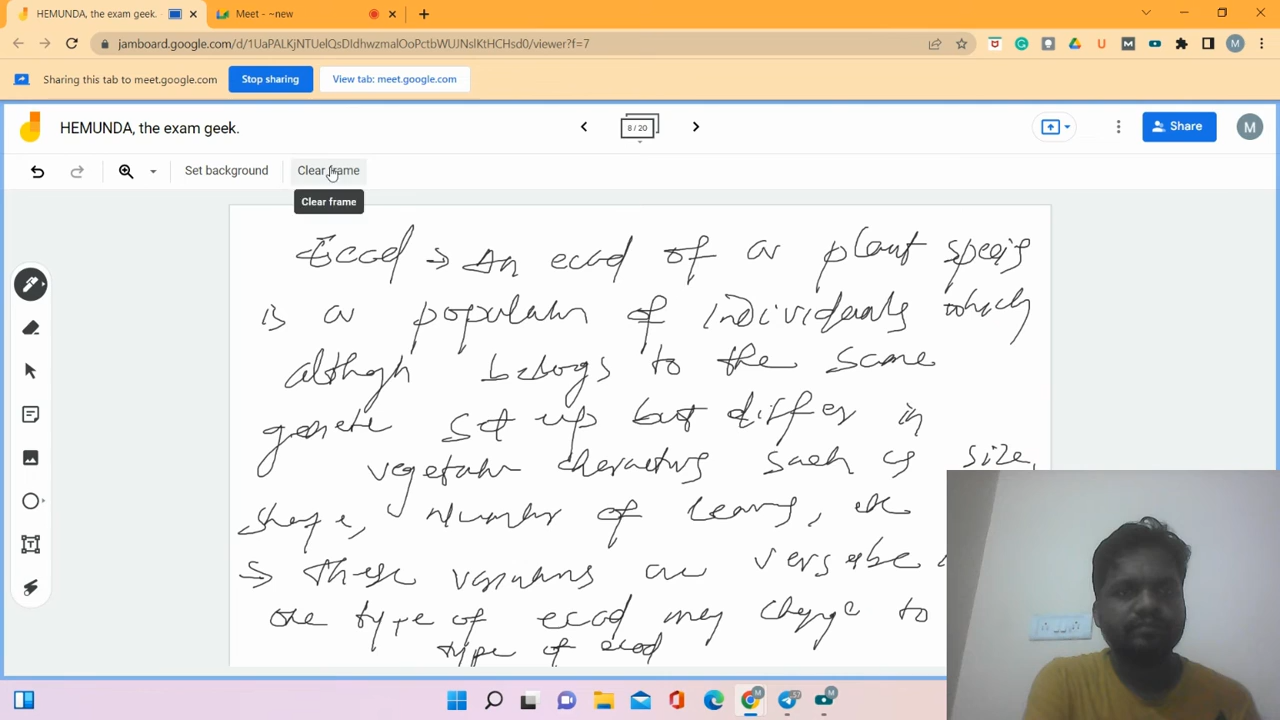 HEMUNDA, the exam geek.
Meet - ~new
jamboard.google.com/d/1UaPALKjNTUelQsDIdhwzmalOoPctbWUJNslKtHCHsd0/viewer?f=7
Sharing this tab to meet.google.com
Stop sharing
View tab: meet.google.com
HEMUNDA, the exam geek.
8 / 20
Share
M
Set background
Clear frame
Clear frame
Ecad → An ecad of a plant species
is a population of individuals which
although belongs to the same
genetic set up but differ in
vegetative characters such as size,
shape, number of leaves, etc
→ these variations are
one type of ecad may change to
type of ecad